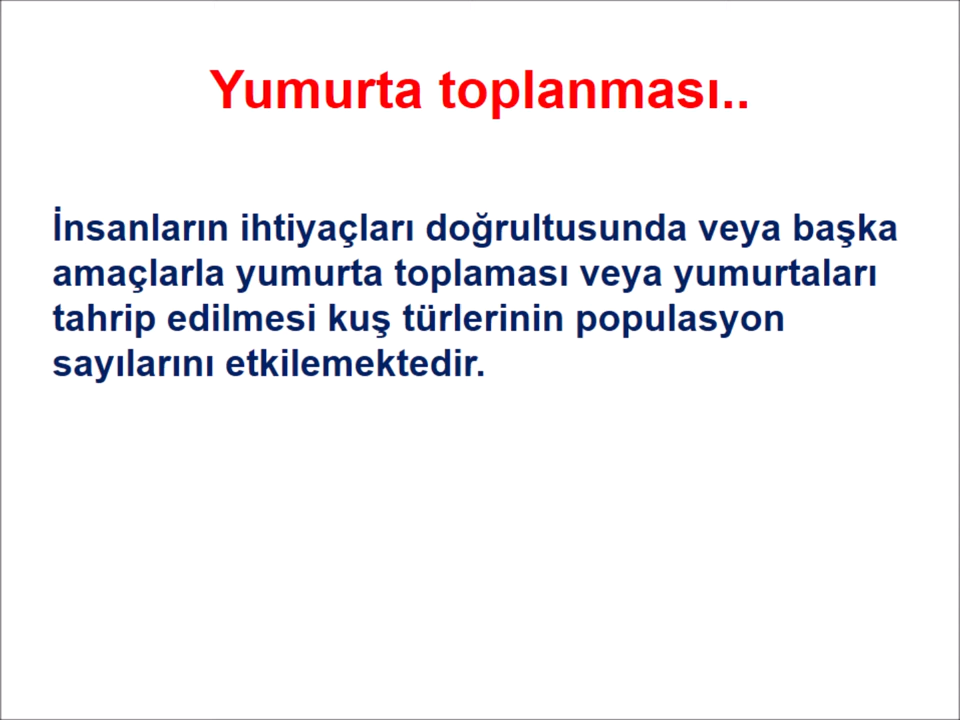 Yumurta toplanması..
İnsanların ihtiyaçları doğrultusunda veya başka
amaçlarla yumurta toplaması veya yumurtaları
tahrip edilmesi kuş türlerinin populasyon
sayılarını etkilemektedir.